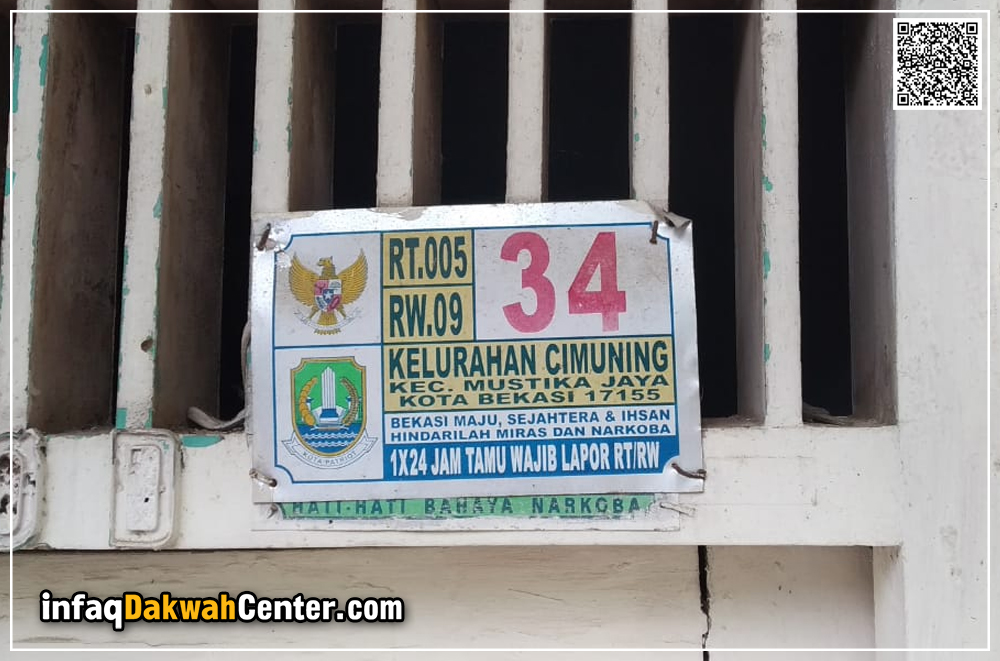 RT.005
34
RW.09
KELURAHAN CIMUNING
KEC. MUSTIKA JAYA
KOTA BEKASI 17155
KOTA PATRIOT
BEKASI MAJU, SEJAHTERA & IHSAN
HINDARILAH MIRAS DAN NARKOBA
1X24 JAM TAMU WAJIB LAPOR RT/RW
HATI-HATI BAHAYA NARKOBA
infaqDakwahCenter.com